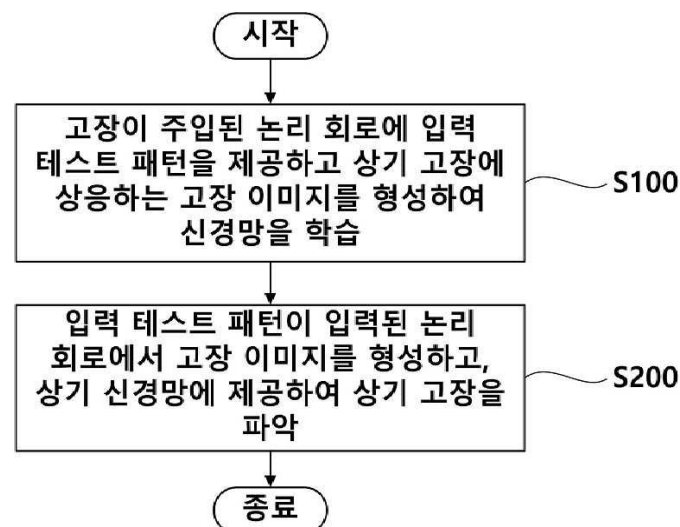 시작
고장이 주입된 논리 회로에 입력
테스트 패턴을 제공하고 상기 고장에
상응하는 고장 이미지를 형성하여
신경망을 학습
S100
입력 테스트 패턴이 입력된 논리
회로에서 고장 이미지를 형성하고,
상기 신경망에 제공하여 상기 고장을
파악
S200
종료